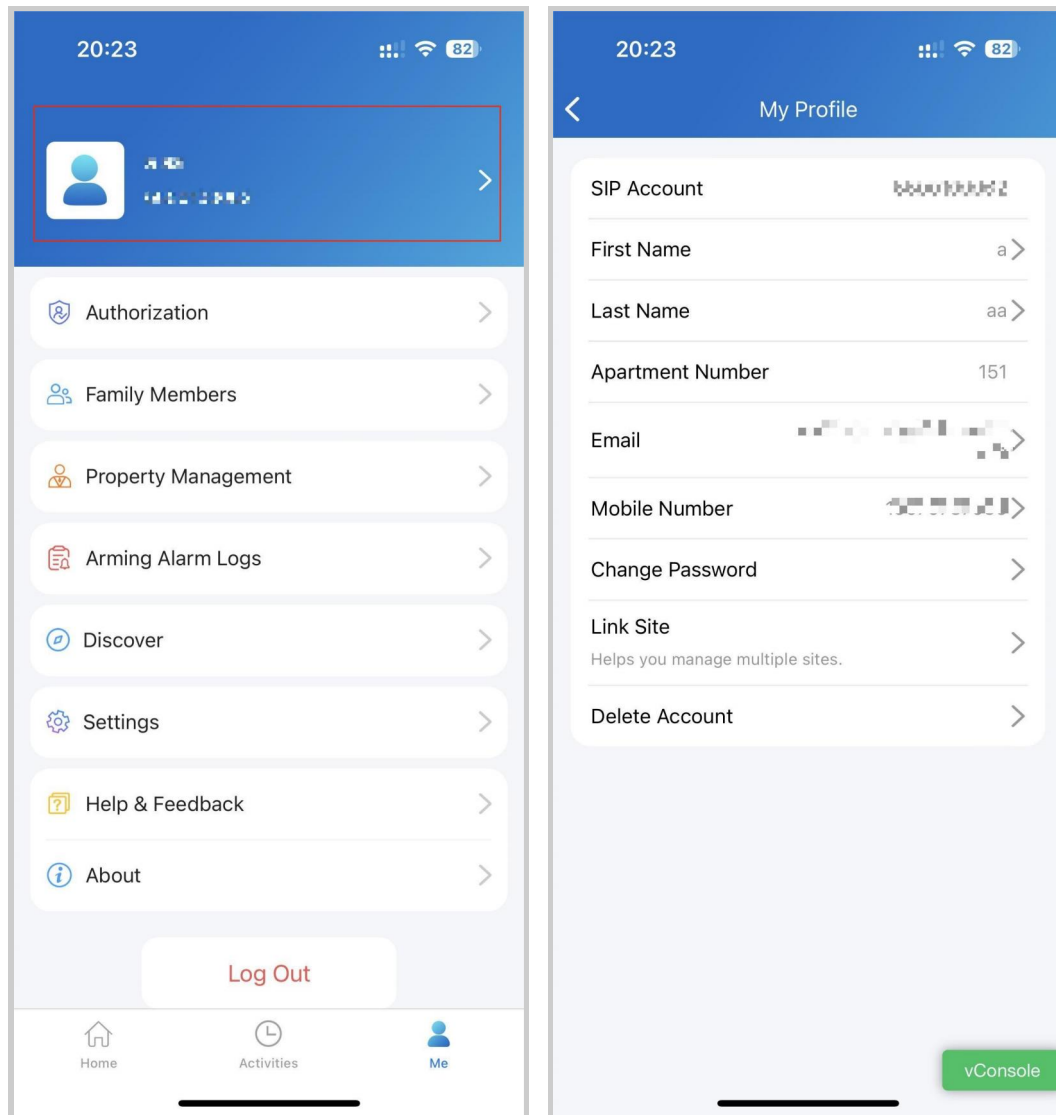 20:23
82
Authorization
Family Members
Property Management
Arming Alarm Logs
Discover
Settings
Help & Feedback
About
Log Out
Home
Activities
Me
20:23
82
My Profile
SIP Account
First Name
a
Last Name
aa
Apartment Number
151
Email
Mobile Number
Change Password
Link Site
Helps you manage multiple sites.
Delete Account
vConsole